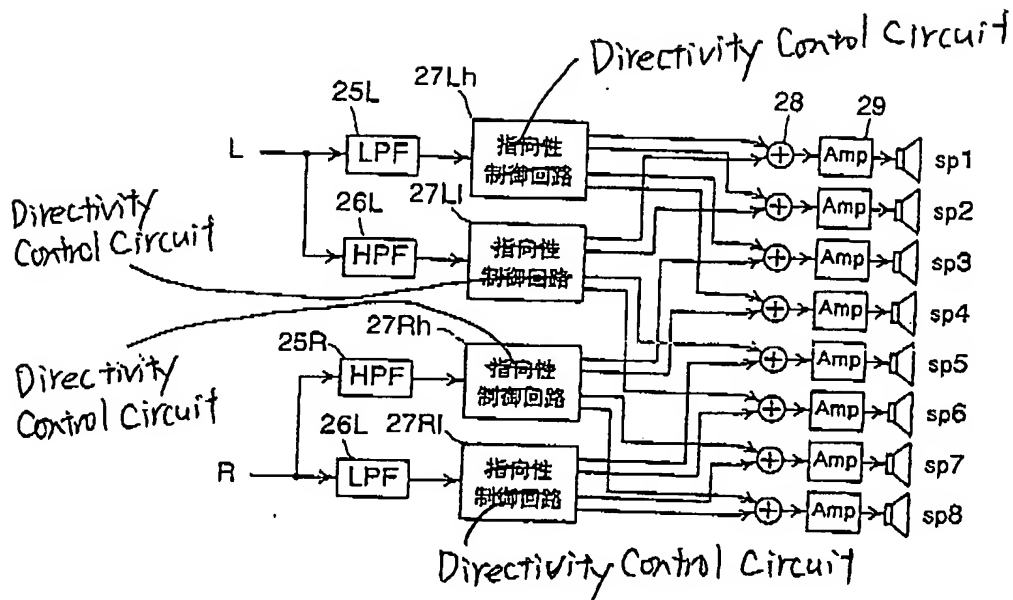 Directivity Control Circuit
27Lh
25L
28
29
L
LPF
指向性
制御回路
Amp
sp1
Directivity
Control Circuit
26L
27Ll
HPF
指向性
制御回路
Amp
sp2
Amp
sp3
Amp
sp4
Directivity
Control Circuit
25R
27Rh
HPF
指向性
制御回路
Amp
sp5
26L
27Rl
R
LPF
指向性
制御回路
Amp
sp6
Amp
sp7
Amp
sp8
Directivity Control Circuit